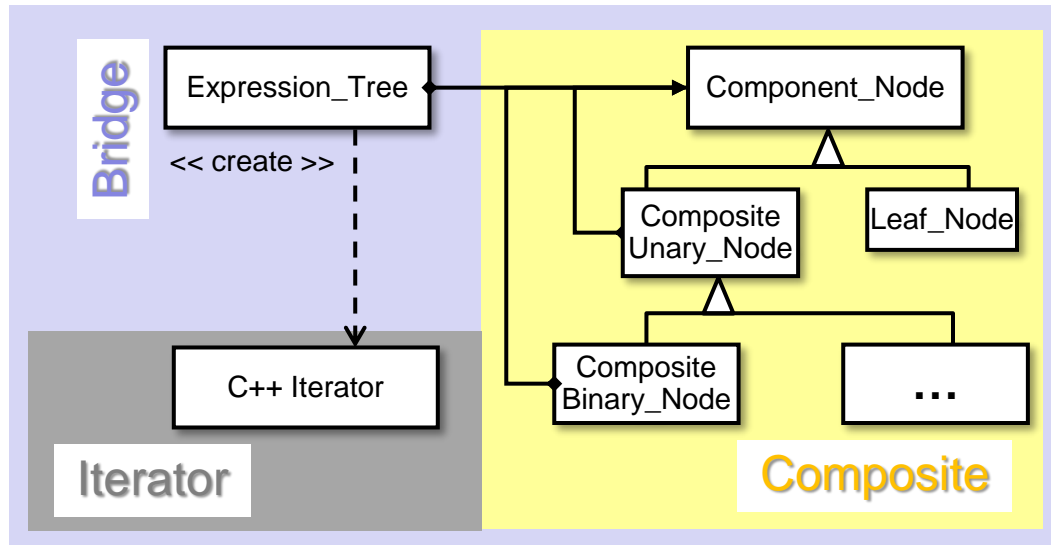 Bridge
Expression_Tree
Component_Node
<< create >>
Composite
Unary_Node
Leaf_Node
C++ Iterator
Composite
Binary_Node
...
Iterator
Composite